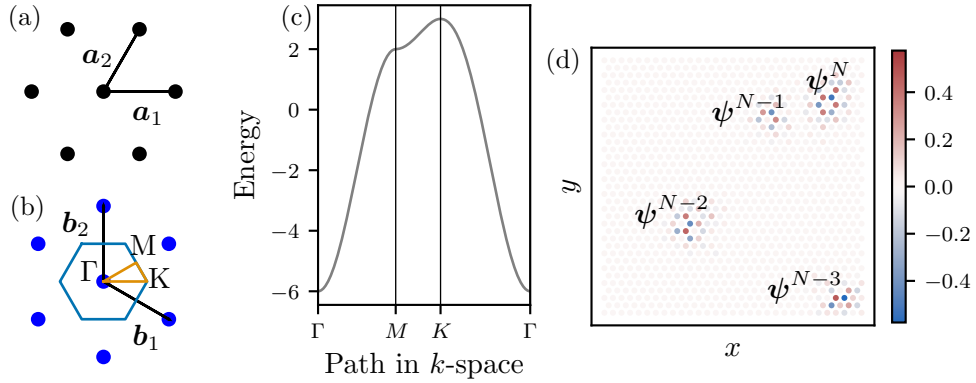 (a)
a₂
a₁
(b)
b₂
M
Γ
K
b₁
(c)
Energy
2
0
−2
−4
−6
Γ M K Γ
Path in k-space
(d)
ψᴺ
ψᴺ⁻¹
ψᴺ⁻²
ψᴺ⁻³
y
x
0.4
0.2
0.0
−0.2
−0.4